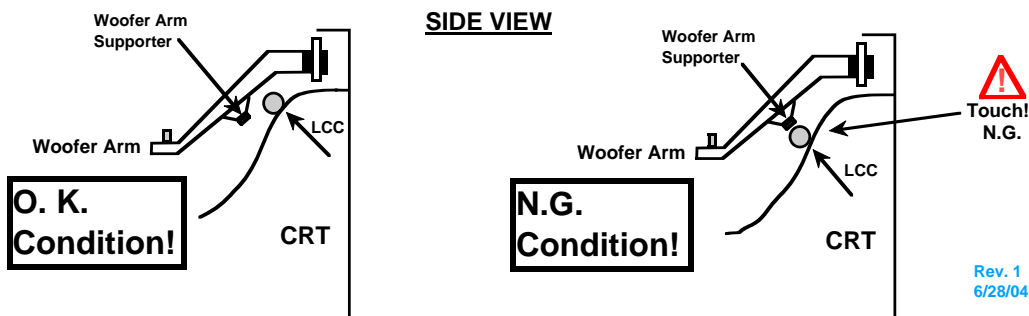 SIDE VIEW
Woofer Arm
Supporter
LCC
Woofer Arm
O. K.
Condition!
CRT
Woofer Arm
Supporter
!
Touch!
N.G.
Woofer Arm
LCC
N.G.
Condition!
CRT
Rev. 1
6/28/04